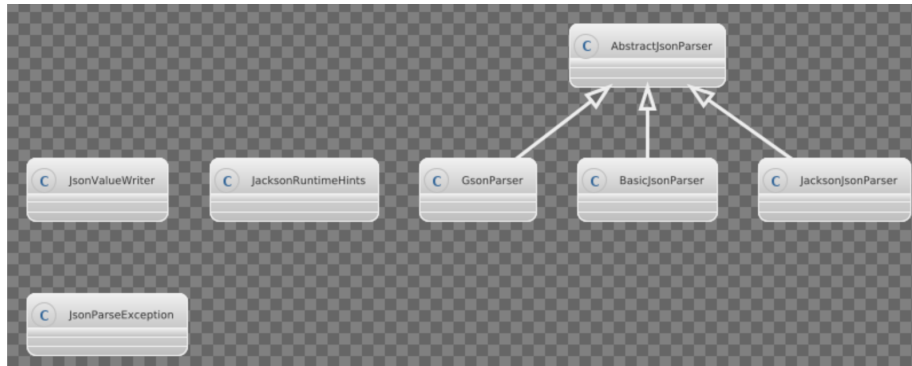 C AbstractJsonParser
C JsonValueWriter
C JacksonRuntimeHints
C GsonParser
C BasicJsonParser
C JacksonJsonParser
C JsonParseException